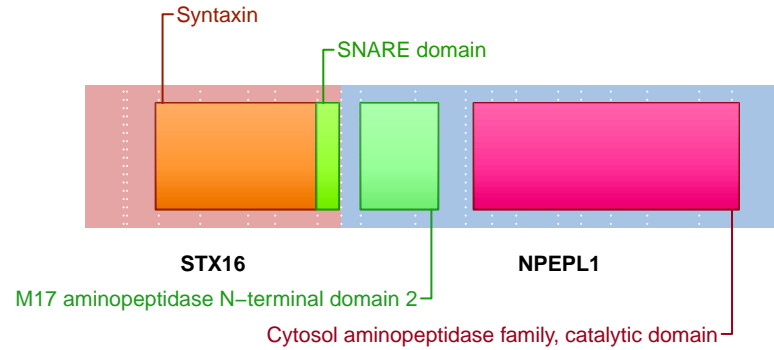 Syntaxin
SNARE domain
STX16
NPEPL1
M17 aminopeptidase N−terminal domain 2
Cytosol aminopeptidase family, catalytic domain